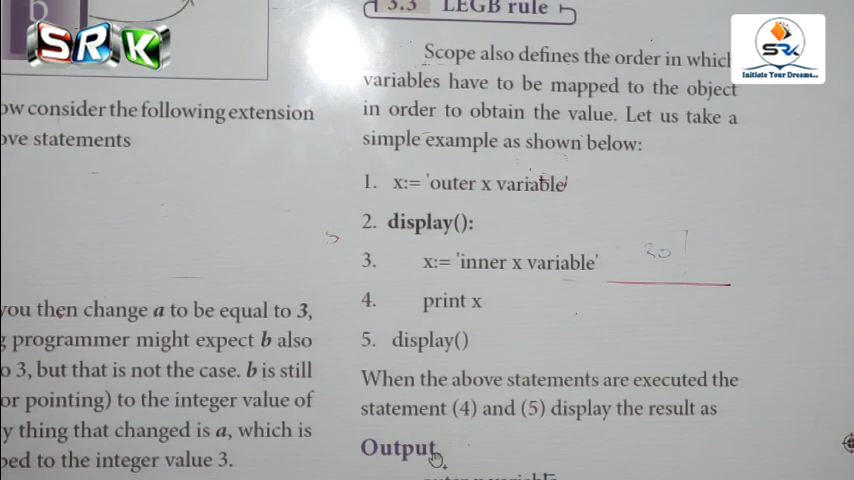 b
SRK
SRK
Initiate Your Dreams...
ow consider the following extension
ove statements
you then change a to be equal to 3,
programmer might expect b also
o 3, but that is not the case. b is still
or pointing) to the integer value of
y thing that changed is a, which is
ped to the integer value 3.
3.3 LEGB rule
Scope also defines the order in which
variables have to be mapped to the object
in order to obtain the value. Let us take a
simple example as shown below:
1. x:= 'outer x variable'
2. display():
3. x:= 'inner x variable'
4. print x
5. display()
When the above statements are executed the
statement (4) and (5) display the result as
Output
outer x variable